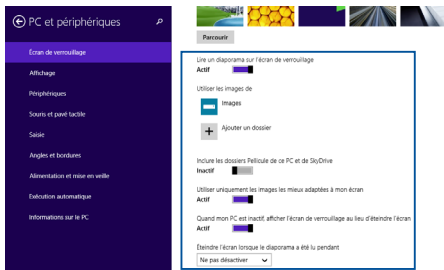 PC et périphériques
Écran de verrouillage
Affichage
Périphériques
Souris et pavé tactile
Saisie
Angles et bordures
Alimentation et mise en veille
Exécution automatique
Informations sur le PC
Parcourir
Lire un diaporama sur l'écran de verrouillage
Actif
Utiliser les images de
Images
Ajouter un dossier
Inclure les dossiers Pellicule de ce PC et de SkyDrive
Inactif
Utiliser uniquement les images les mieux adaptées à mon écran
Actif
Quand mon PC est inactif, afficher l'écran de verrouillage au lieu d'éteindre l'écran
Actif
Éteindre l'écran lorsque le diaporama a été lu pendant
Ne pas désactiver